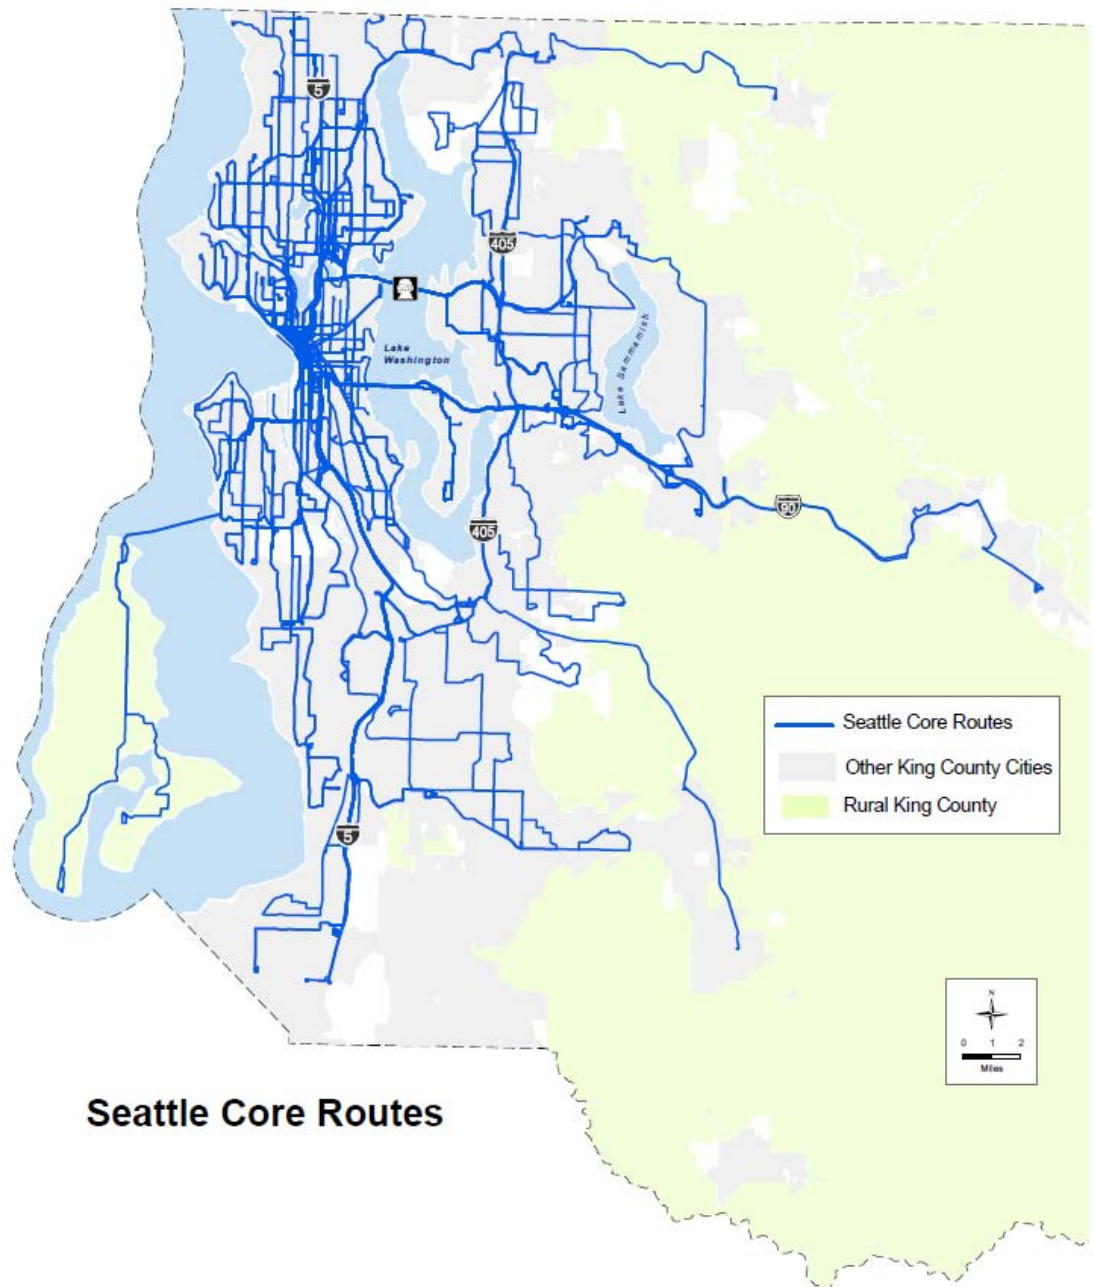 5
405
Lake
Washington
Lake Sammamish
90
405
Seattle Core Routes
Other King County Cities
Rural King County
5
N
0 1 2
Miles
Seattle Core Routes